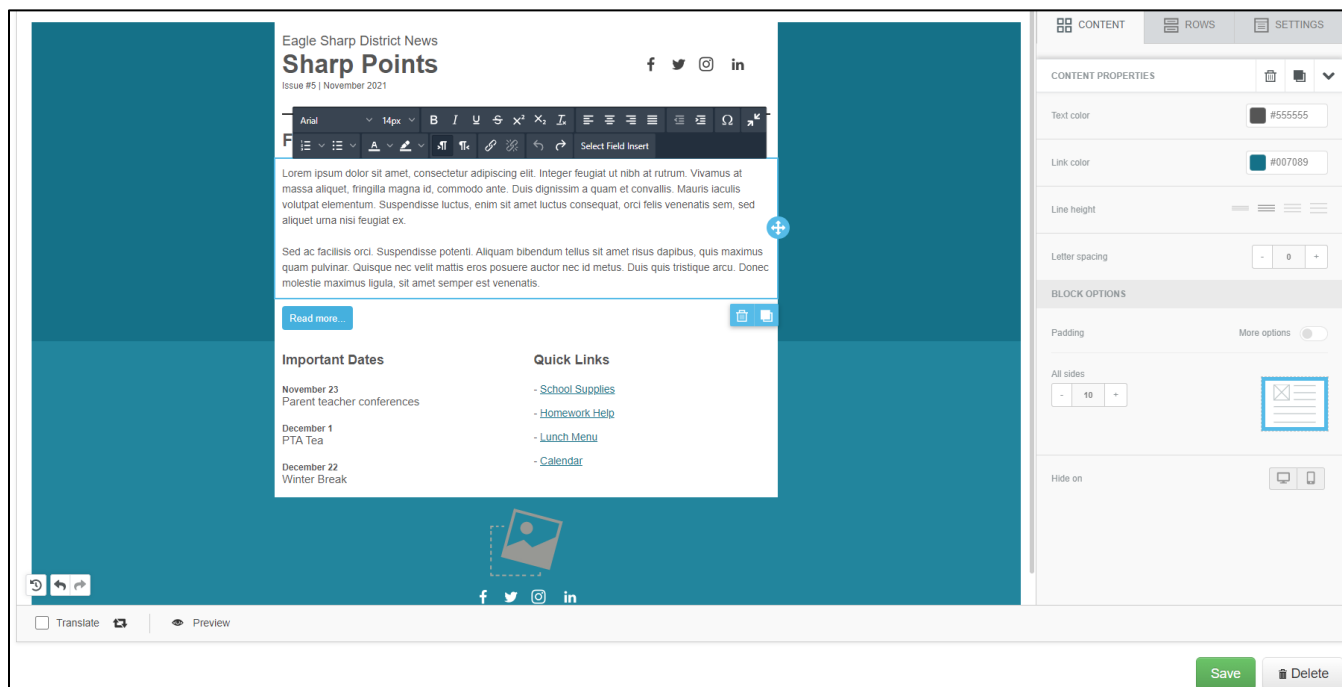 Eagle Sharp District News
Sharp Points
Issue #5 | November 2021
Arial 14px B I U S X² X₂ Ix Ω
F
Select Field Insert
Lorem ipsum dolor sit amet, consectetur adipiscing elit. Integer feugiat ut nibh at rutrum. Vivamus at
massa aliquet, fringilla magna id, commodo ante. Duis dignissim a quam et convallis. Mauris iaculis
volutpat elementum. Suspendisse luctus, enim sit amet luctus consequat, orci felis venenatis sem, sed
aliquet urna nisi feugiat ex.
Sed ac facilisis orci. Suspendisse potenti. Aliquam bibendum tellus sit amet risus dapibus, quis maximus
quam pulvinar. Quisque nec velit mattis eros posuere auctor nec id metus. Duis quis tristique arcu. Donec
molestie maximus ligula, sit amet semper est venenatis.
Read more...
Important Dates
November 23
Parent teacher conferences
December 1
PTA Tea
December 22
Winter Break
Quick Links
- School Supplies
- Homework Help
- Lunch Menu
- Calendar
CONTENT ROWS SETTINGS
CONTENT PROPERTIES
Text color #555555
Link color #007089
Line height
Letter spacing - 0 +
BLOCK OPTIONS
Padding More options
All sides
- 10 +
Hide on
Translate Preview
Save Delete